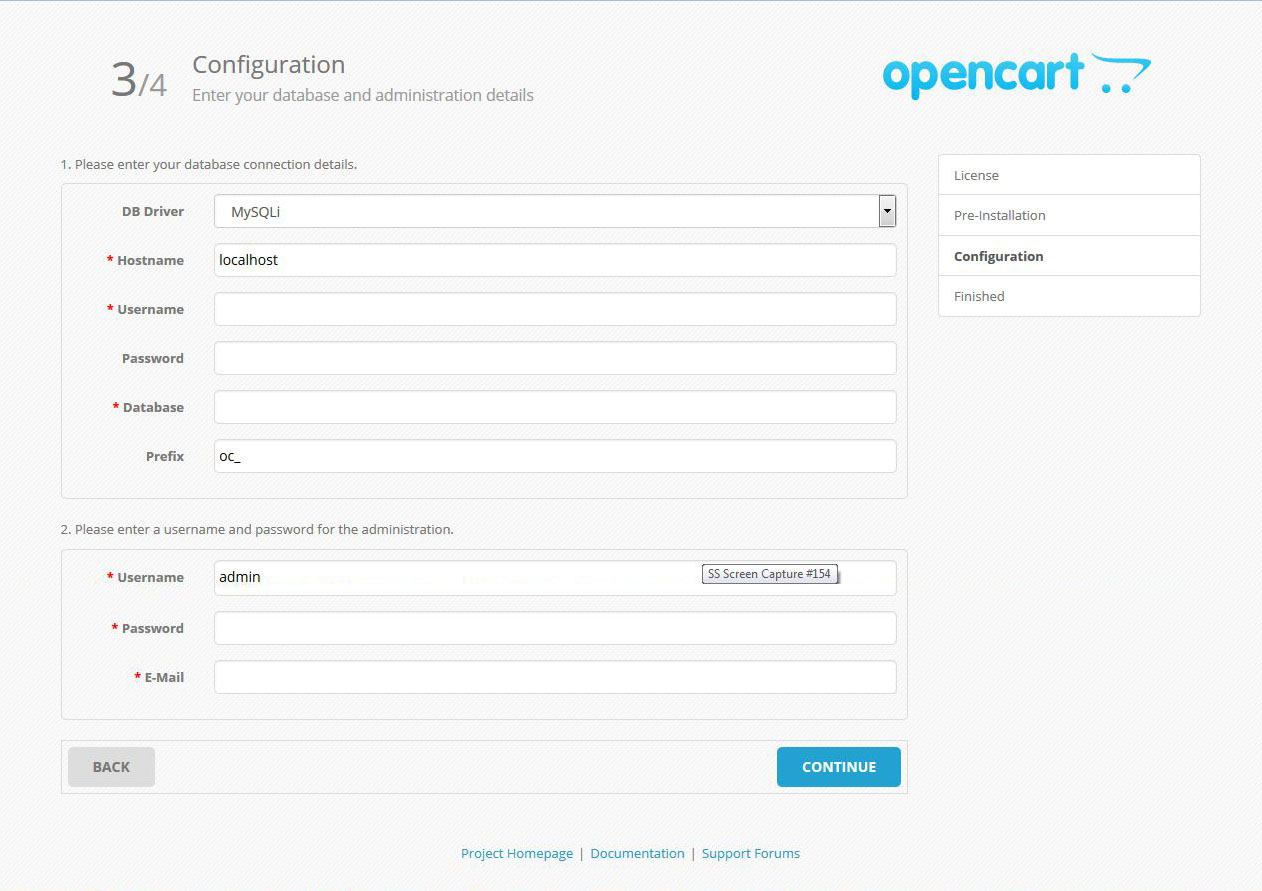 3/4
Configuration
Enter your database and administration details
opencart
1. Please enter your database connection details.
DB Driver MySQLi
* Hostname localhost
* Username
Password
* Database
Prefix oc_
License
Pre-Installation
Configuration
Finished
2. Please enter a username and password for the administration.
* Username admin SS Screen Capture #154
* Password
* E-Mail
BACK CONTINUE
Project Homepage | Documentation | Support Forums